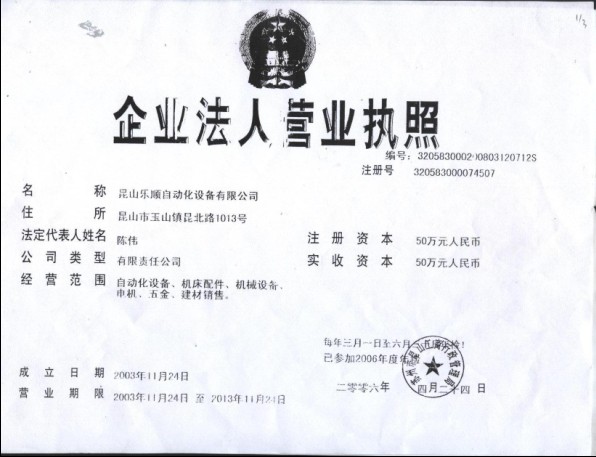 1/3
企业法人营业执照
编号：320583000200803120712S
注册号 320583000074507
名称 昆山乐顺自动化设备有限公司
住所 昆山市玉山镇昆北路1013号
法定代表人姓名 陈伟
注册资本 50万元人民币
公司类型 有限责任公司
实收资本 50万元人民币
经营范围 自动化设备、机床配件、机械设备、
电机、五金、建材销售。
每年三月一日至六月
已参加2006年度年
成立日期 2003年11月24日
二零零六年 四月二十四日
营业期限 2003年11月24日 至 2013年11月24日